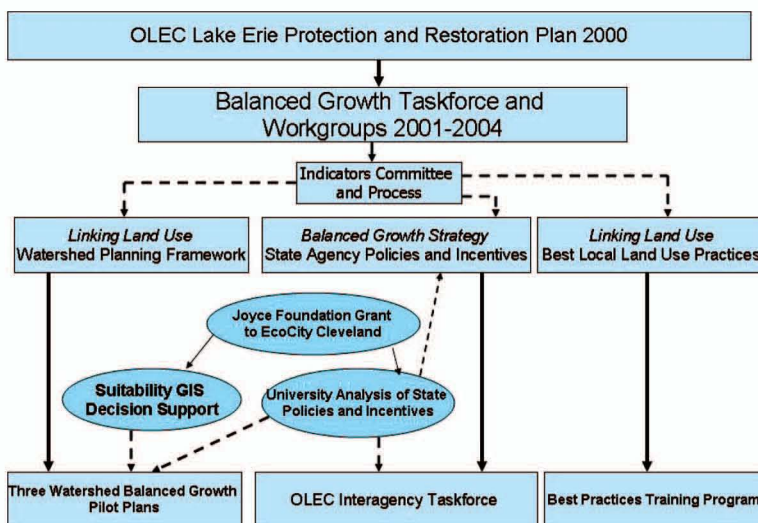 OLEC Lake Erie Protection and Restoration Plan 2000
Balanced Growth Taskforce and
Workgroups 2001-2004
Indicators Committee
and Process
Linking Land Use
Watershed Planning Framework
Balanced Growth Strategy
State Agency Policies and Incentives
Linking Land Use
Best Local Land Use Practices
Joyce Foundation Grant
to EcoCity Cleveland
Suitability GIS
Decision Support
University Analysis of State
Policies and Incentives
Three Watershed Balanced Growth
Pilot Plans
OLEC Interagency Taskforce
Best Practices Training Program